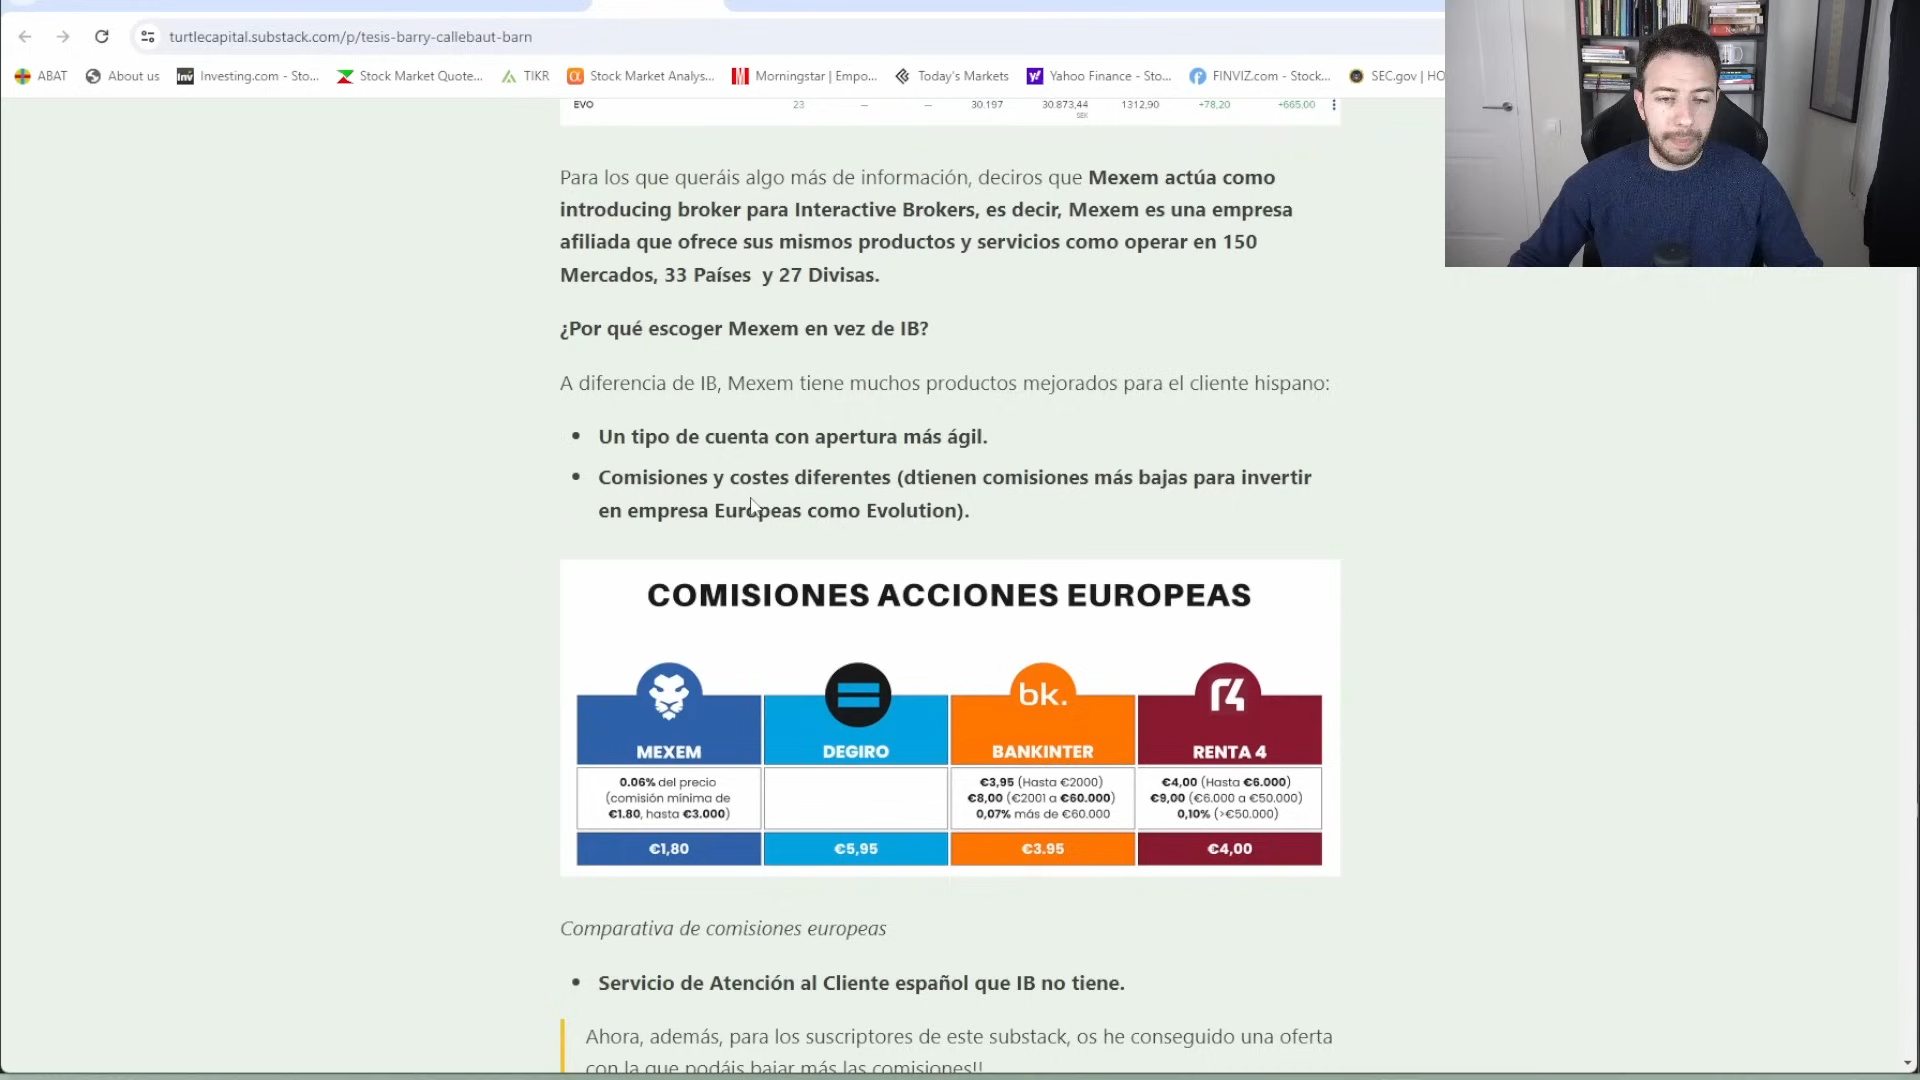 turtlecapital.substack.com/p/tesis-barry-callebaut-barn
ABAT About us Investing.com - Sto... Stock Market Quote... TIKR Stock Market Analys... Morningstar | Empo... Today's Markets Yahoo Finance - Sto... FINVIZ.com - Stock... SEC.gov | HO
EVO 23 — — 30.197 30.873,44 1312,90 +78,20 +665,00
SEK
Para los que queráis algo más de información, deciros que Mexem actúa como
introducing broker para Interactive Brokers, es decir, Mexem es una empresa
afiliada que ofrece sus mismos productos y servicios como operar en 150
Mercados, 33 Países y 27 Divisas.
¿Por qué escoger Mexem en vez de IB?
A diferencia de IB, Mexem tiene muchos productos mejorados para el cliente hispano:
• Un tipo de cuenta con apertura más ágil.
• Comisiones y costes diferentes (dtienen comisiones más bajas para invertir
en empresa Europeas como Evolution).
COMISIONES ACCIONES EUROPEAS
bk. r4
MEXEM DEGIRO BANKINTER RENTA 4
0.06% del precio €3,95 (Hasta €2000) €4,00 (Hasta €6.000)
(comisión mínima de €8,00 (€2001 a €60.000) €9,00 (€6.000 a €50.000)
€1.80, hasta €3.000) 0,07% más de €60.000 0,10% (>€50.000)
€1,80 €5,95 €3.95 €4,00
Comparativa de comisiones europeas
• Servicio de Atención al Cliente español que IB no tiene.
Ahora, además, para los suscriptores de este substack, os he conseguido una oferta
con la que podáis bajar más las comisiones!!